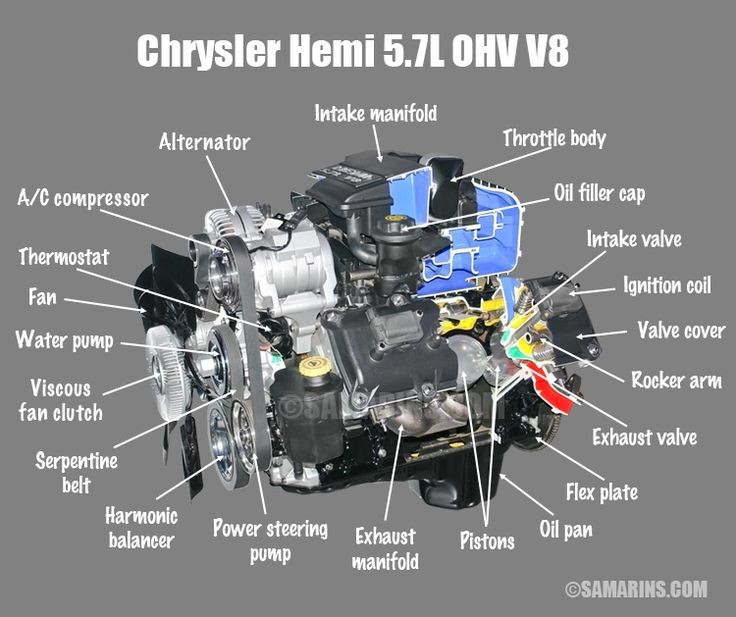 Chrysler Hemi 5.7L OHV V8
Intake manifold
Alternator
Throttle body
A/C compressor
Oil filler cap
Thermostat
Intake valve
Fan
Ignition coil
Water pump
Valve cover
Viscous
fan clutch
Rocker arm
©SAMARINS.COM
Serpentine
belt
Exhaust valve
Flex plate
Harmonic
balancer
Power steering
pump
Exhaust
manifold
Pistons
Oil pan
©SAMARINS.COM